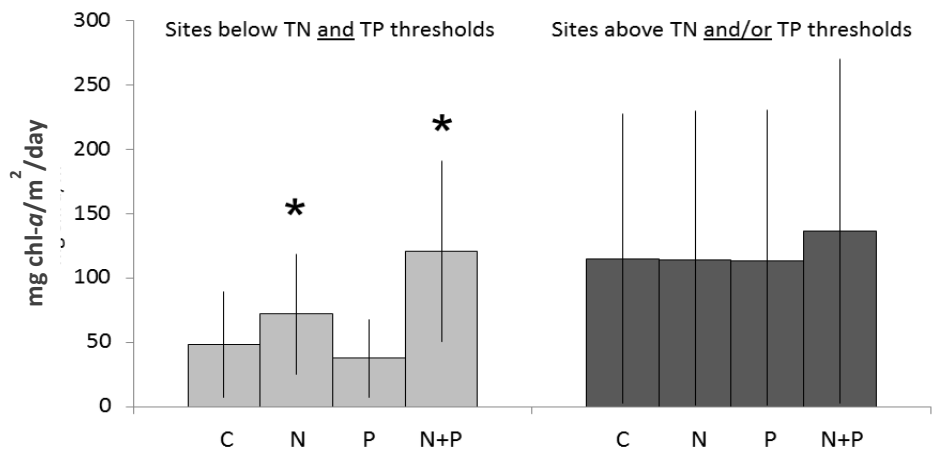 Sites below TN and TP thresholds
Sites above TN and/or TP thresholds
mg chl-a/m²/day
300
250
200
150
100
50
0
*
*
C N P N+P
C N P N+P